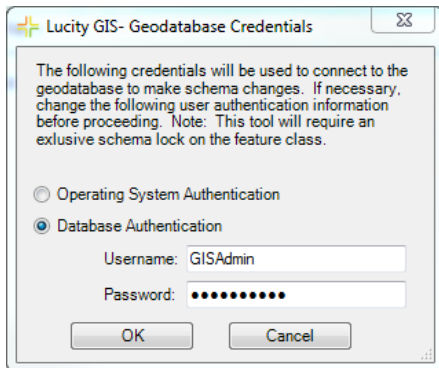 Lucity GIS- Geodatabase Credentials
The following credentials will be used to connect to the
geodatabase to make schema changes. If necessary,
change the following user authentication information
before proceeding. Note: This tool will require an
exlusive schema lock on the feature class.
Operating System Authentication
Database Authentication
Username: GISAdmin
Password: ●●●●●●●●●●
OK Cancel